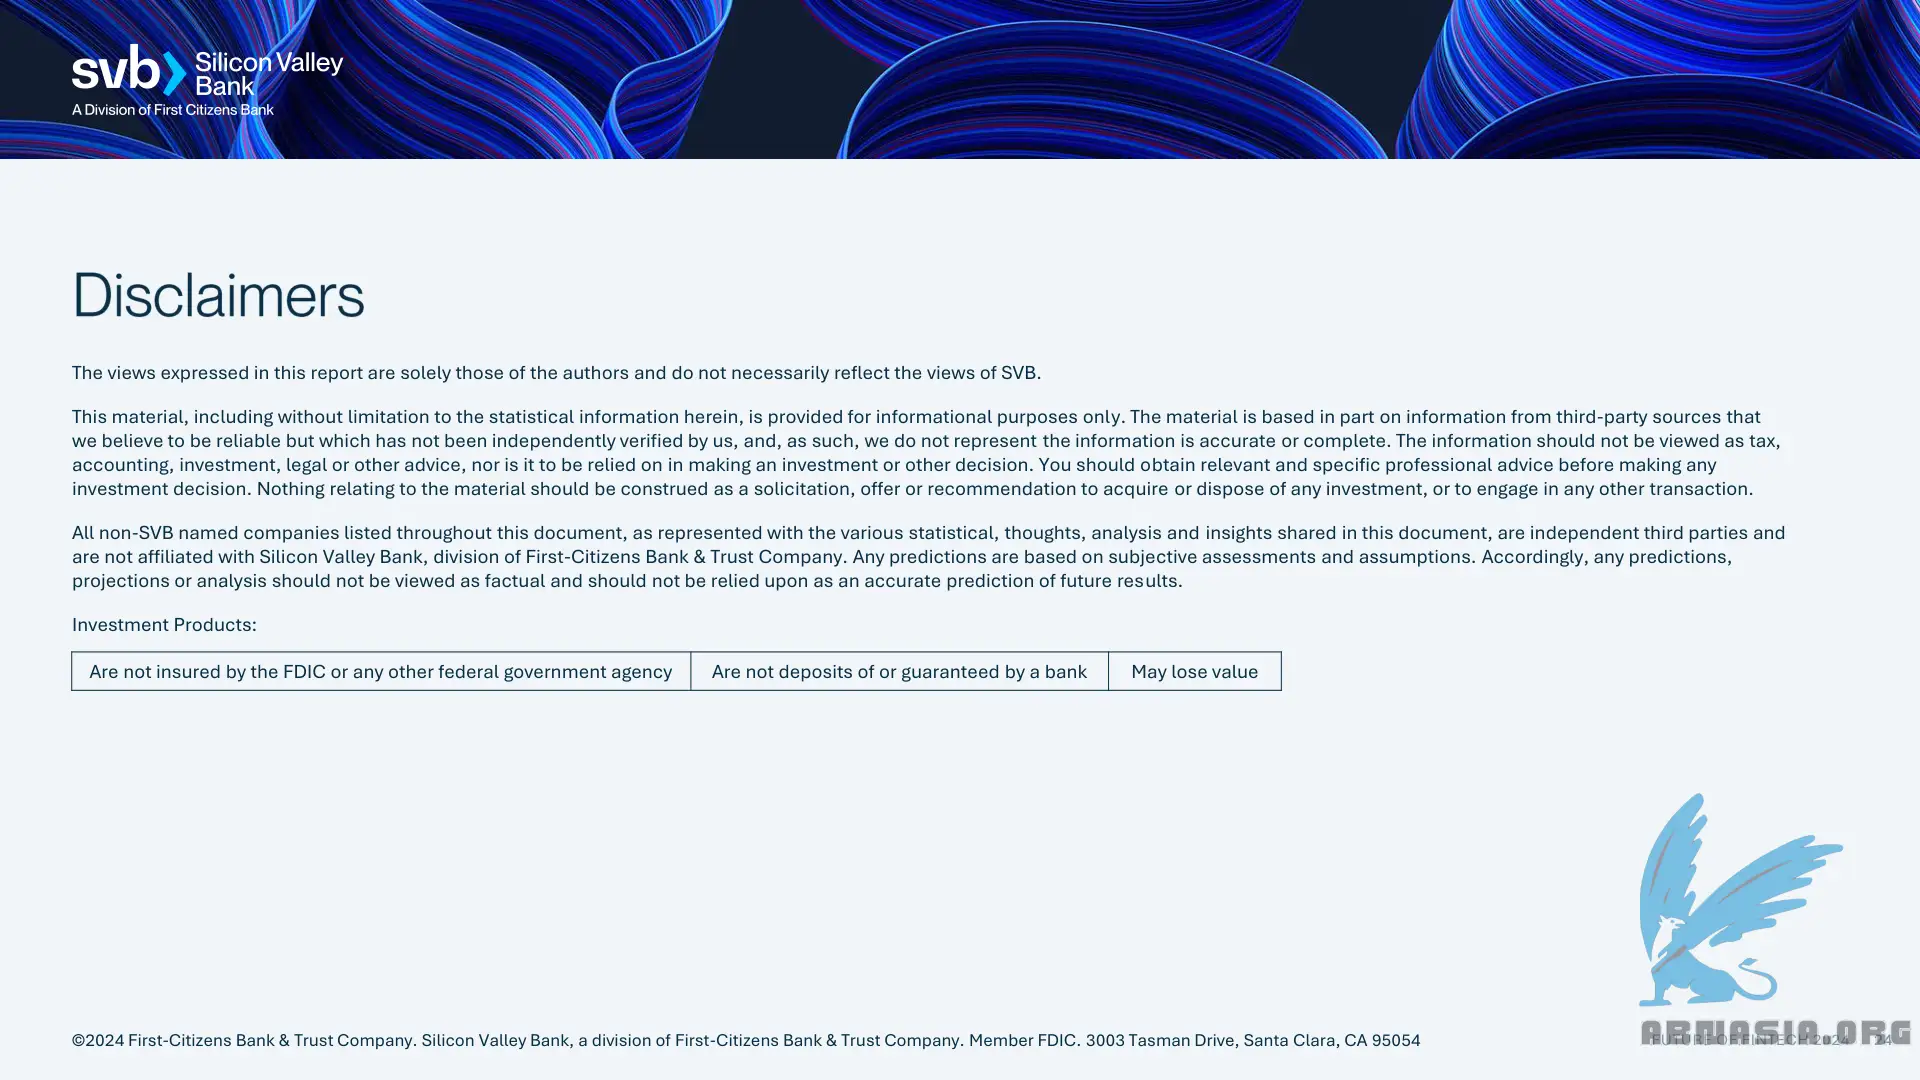 svb Silicon Valley
Bank
A Division of First Citizens Bank
Disclaimers
The views expressed in this report are solely those of the authors and do not necessarily reflect the views of SVB.
This material, including without limitation to the statistical information herein, is provided for informational purposes only. The material is based in part on information from third-party sources that
we believe to be reliable but which has not been independently verified by us, and, as such, we do not represent the information is accurate or complete. The information should not be viewed as tax,
accounting, investment, legal or other advice, nor is it to be relied on in making an investment or other decision. You should obtain relevant and specific professional advice before making any
investment decision. Nothing relating to the material should be construed as a solicitation, offer or recommendation to acquire or dispose of any investment, or to engage in any other transaction.
All non-SVB named companies listed throughout this document, as represented with the various statistical, thoughts, analysis and insights shared in this document, are independent third parties and
are not affiliated with Silicon Valley Bank, division of First-Citizens Bank & Trust Company. Any predictions are based on subjective assessments and assumptions. Accordingly, any predictions,
projections or analysis should not be viewed as factual and should not be relied upon as an accurate prediction of future results.
Investment Products:
Are not insured by the FDIC or any other federal government agency Are not deposits of or guaranteed by a bank May lose value
©2024 First-Citizens Bank & Trust Company. Silicon Valley Bank, a division of First-Citizens Bank & Trust Company. Member FDIC. 3003 Tasman Drive, Santa Clara, CA 95054
FUTURE OF FINTECH 2024 24
ARMASIA.ORG